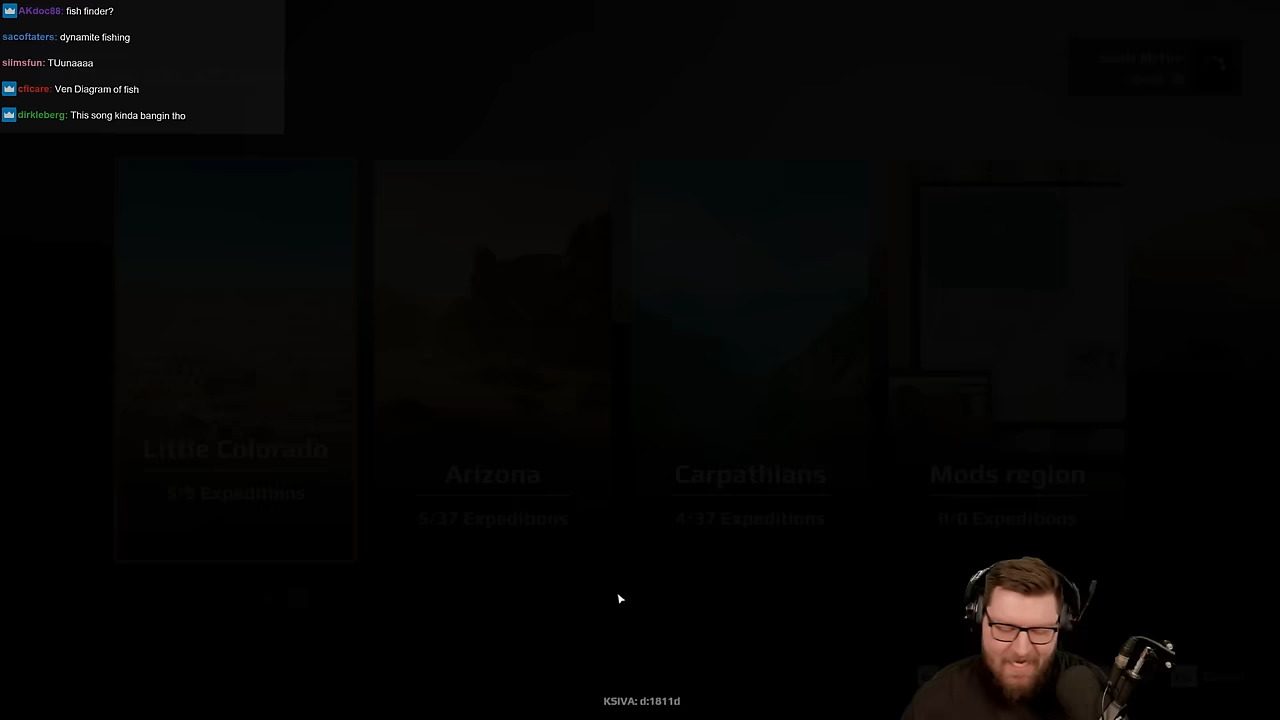 AKdoc88: fish finder?
sacoftaters: dynamite fishing
siimsfun: TUunaaaa
cficare: Ven Diagram of fish
dirkleberg: This song kinda bangin tho
Little Colorado
Arizona
5/37 Expeditions
Carpathians
4/37 Expeditions
Mods region
0/0 Expeditions
KSIVA: d:1811d